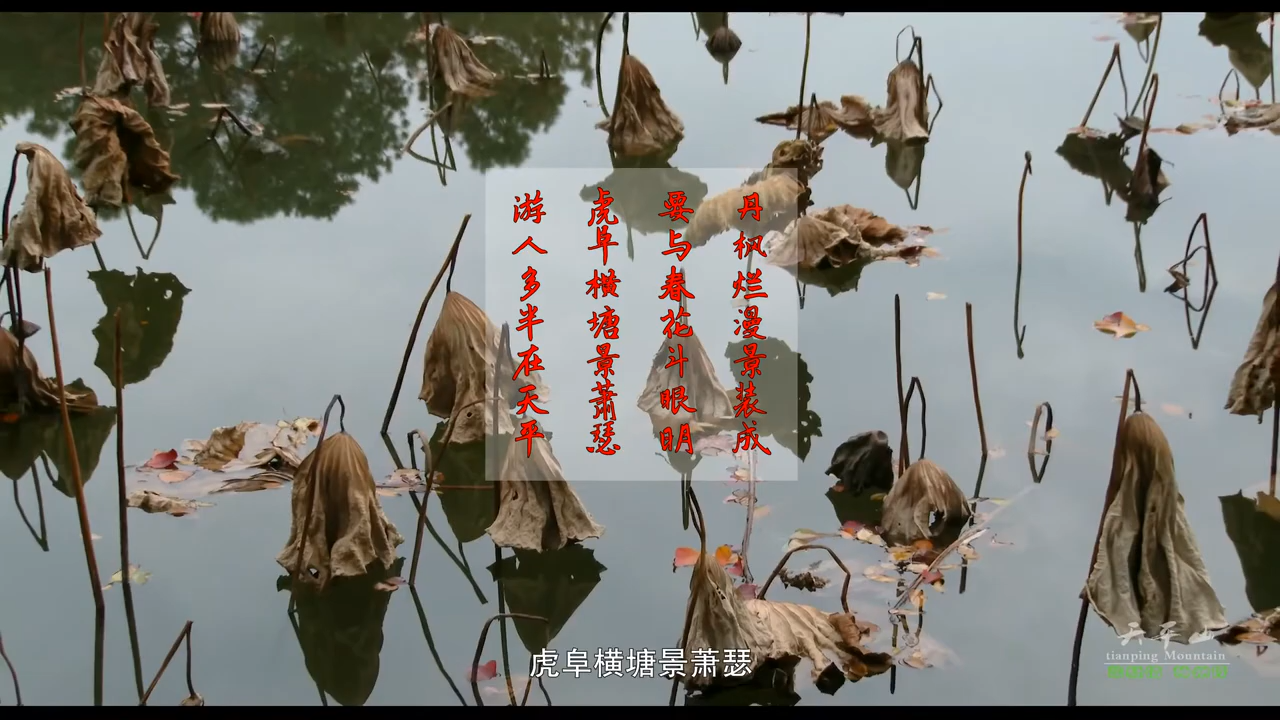 丹枫烂漫景装成
要与春花斗眼明
虎阜横塘景萧瑟
游人多半在天平
虎阜横塘景萧瑟
天平山
tianping Mountain